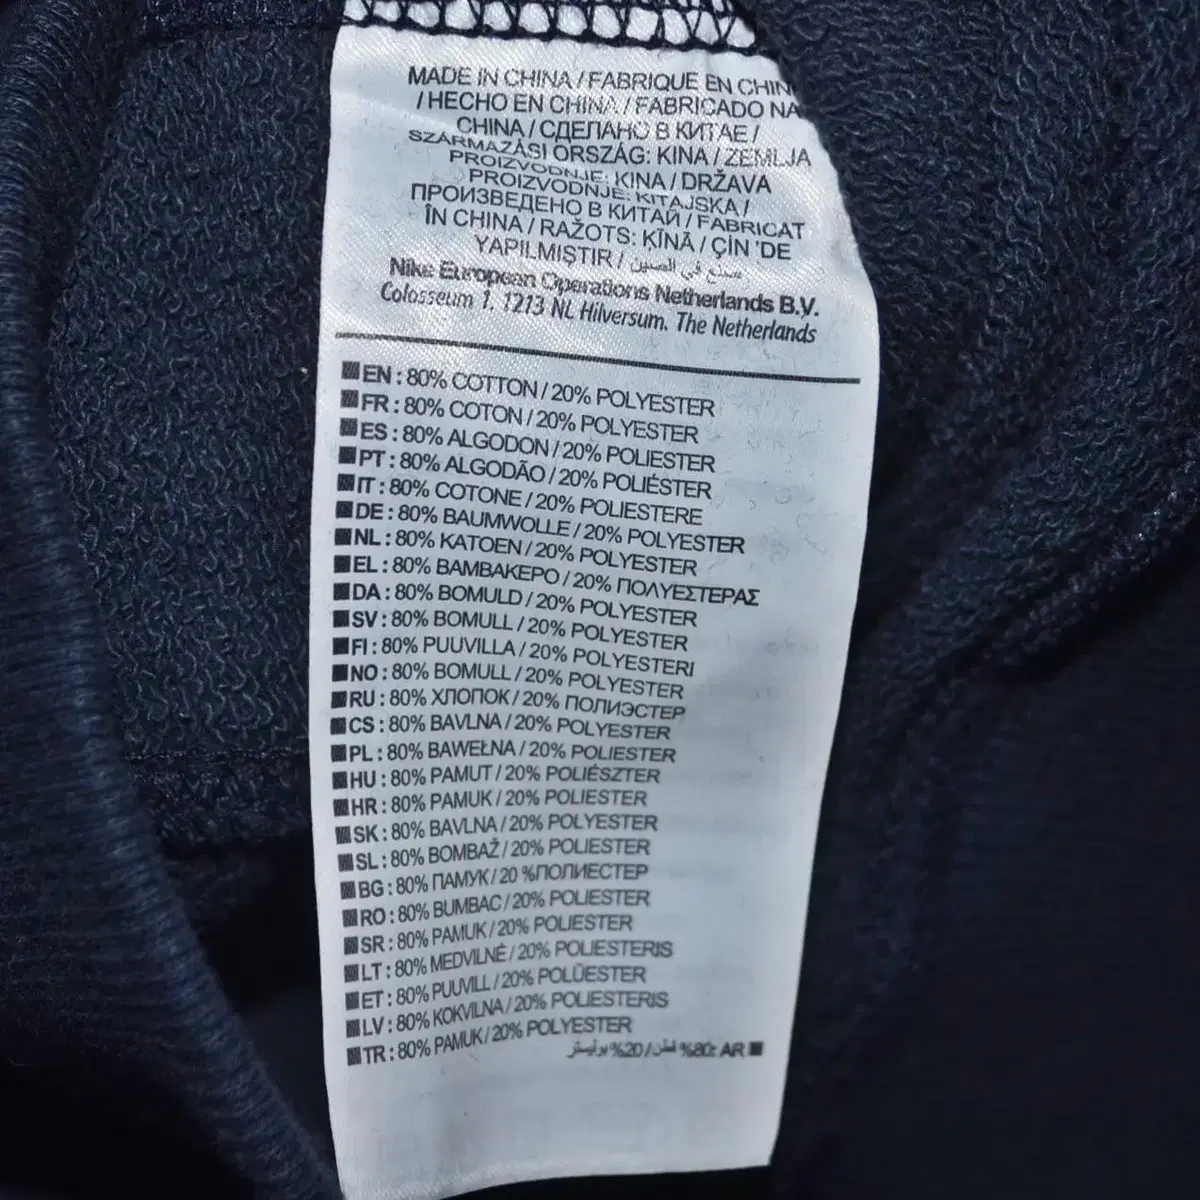 MADE IN CHINA / FABRIQUE EN CHIN
/ HECHO EN CHINA / FABRICADO NA
CHINA / СДЕЛАНО В КИТАЕ /
SZÁRMAZÁSI ORSZÁG: KINA / ZEMLJA
PROIZVODNJE: KINA / DRŽAVA
PROIZVODNJE: KITAJSKA /
ПРОИЗВЕДЕНО В КИТАЙ / FABRICAT
ÎN CHINA / RAŽOTS: ĶĪNĀ / ÇİN 'DE
YAPILMIŞTIR / صنع في الصين
Nike European Operations Netherlands B.V.
Colosseum 1, 1213 NL Hilversum, The Netherlands
EN : 80% COTTON / 20% POLYESTER
FR : 80% COTON / 20% POLYESTER
ES : 80% ALGODON / 20% POLIESTER
PT : 80% ALGODÃO / 20% POLIÉSTER
IT : 80% COTONE / 20% POLIESTERE
DE : 80% BAUMWOLLE / 20% POLYESTER
NL : 80% KATOEN / 20% POLYESTER
EL : 80% ΒΑΜΒΑΚΕΡΟ / 20% ΠΟΛΥΕΣΤΕΡΑΣ
DA : 80% BOMULD / 20% POLYESTER
SV : 80% BOMULL / 20% POLYESTER
FI : 80% PUUVILLA / 20% POLYESTERI
NO : 80% BOMULL / 20% POLYESTER
RU : 80% ХЛОПОК / 20% ПОЛИЭСТЕР
CS : 80% BAVLNA / 20% POLYESTER
PL : 80% BAWEŁNA / 20% POLIESTER
HU : 80% PAMUT / 20% POLIÉSZTER
HR : 80% PAMUK / 20% POLIESTER
SK : 80% BAVLNA / 20% POLYESTER
SL : 80% BOMBAŽ / 20% POLIESTER
BG : 80% ПАМУК / 20 %ПОЛИЕСТЕР
RO : 80% BUMBAC / 20% POLIESTER
SR : 80% PAMUK / 20% POLIESTER
LT : 80% MEDVILNĖ / 20% POLIESTERIS
ET : 80% PUUVILL / 20% POLÜESTER
LV : 80% KOKVILNA / 20% POLIESTERIS
TR : 80% PAMUK / 20% POLYESTER
AR :80% قطن / 20% بوليستر